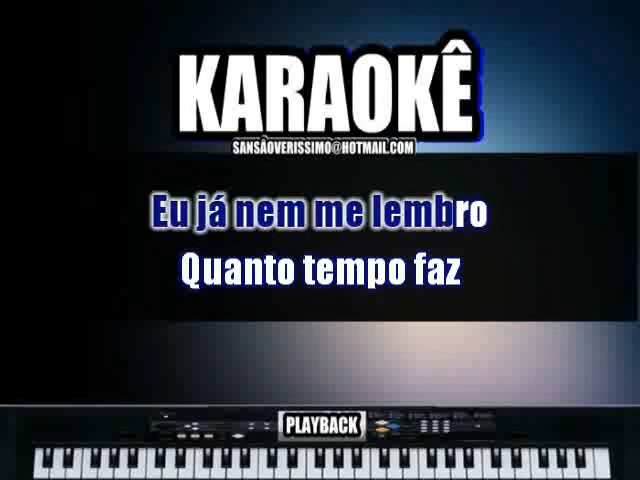 KARAOKÊ
SANSÃOVERISSIMO@HOTMAIL.COM
Eu já nem me lembro
Quanto tempo faz
PLAYBACK